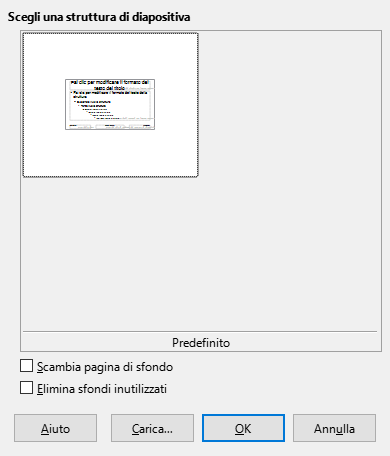 Scegli una struttura di diapositiva
Fai clic per modificare il formato del
testo del titolo
Fai clic per modificare il formato del testo della
struttura
Predefinito
Scambia pagina di sfondo
Elimina sfondi inutilizzati
Aiuto
Carica...
OK
Annulla